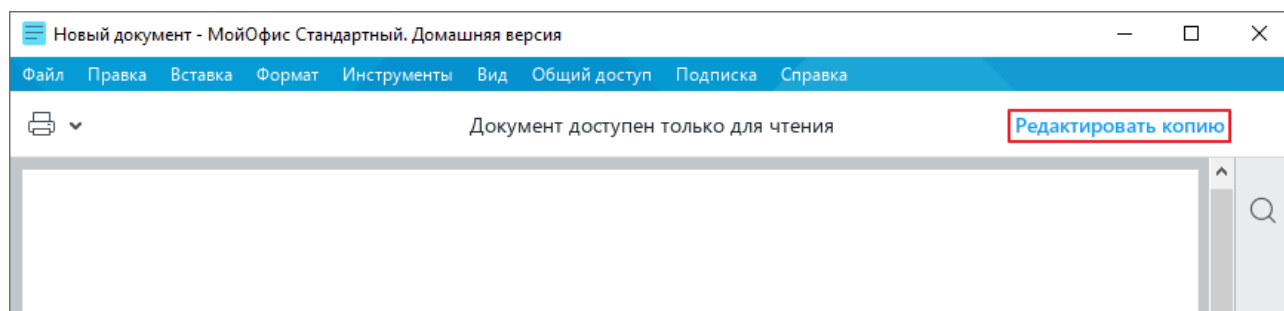 Новый документ - МойОфис Стандартный. Домашняя версия
Файл Правка Вставка Формат Инструменты Вид Общий доступ Подписка Справка
Документ доступен только для чтения Редактировать копию